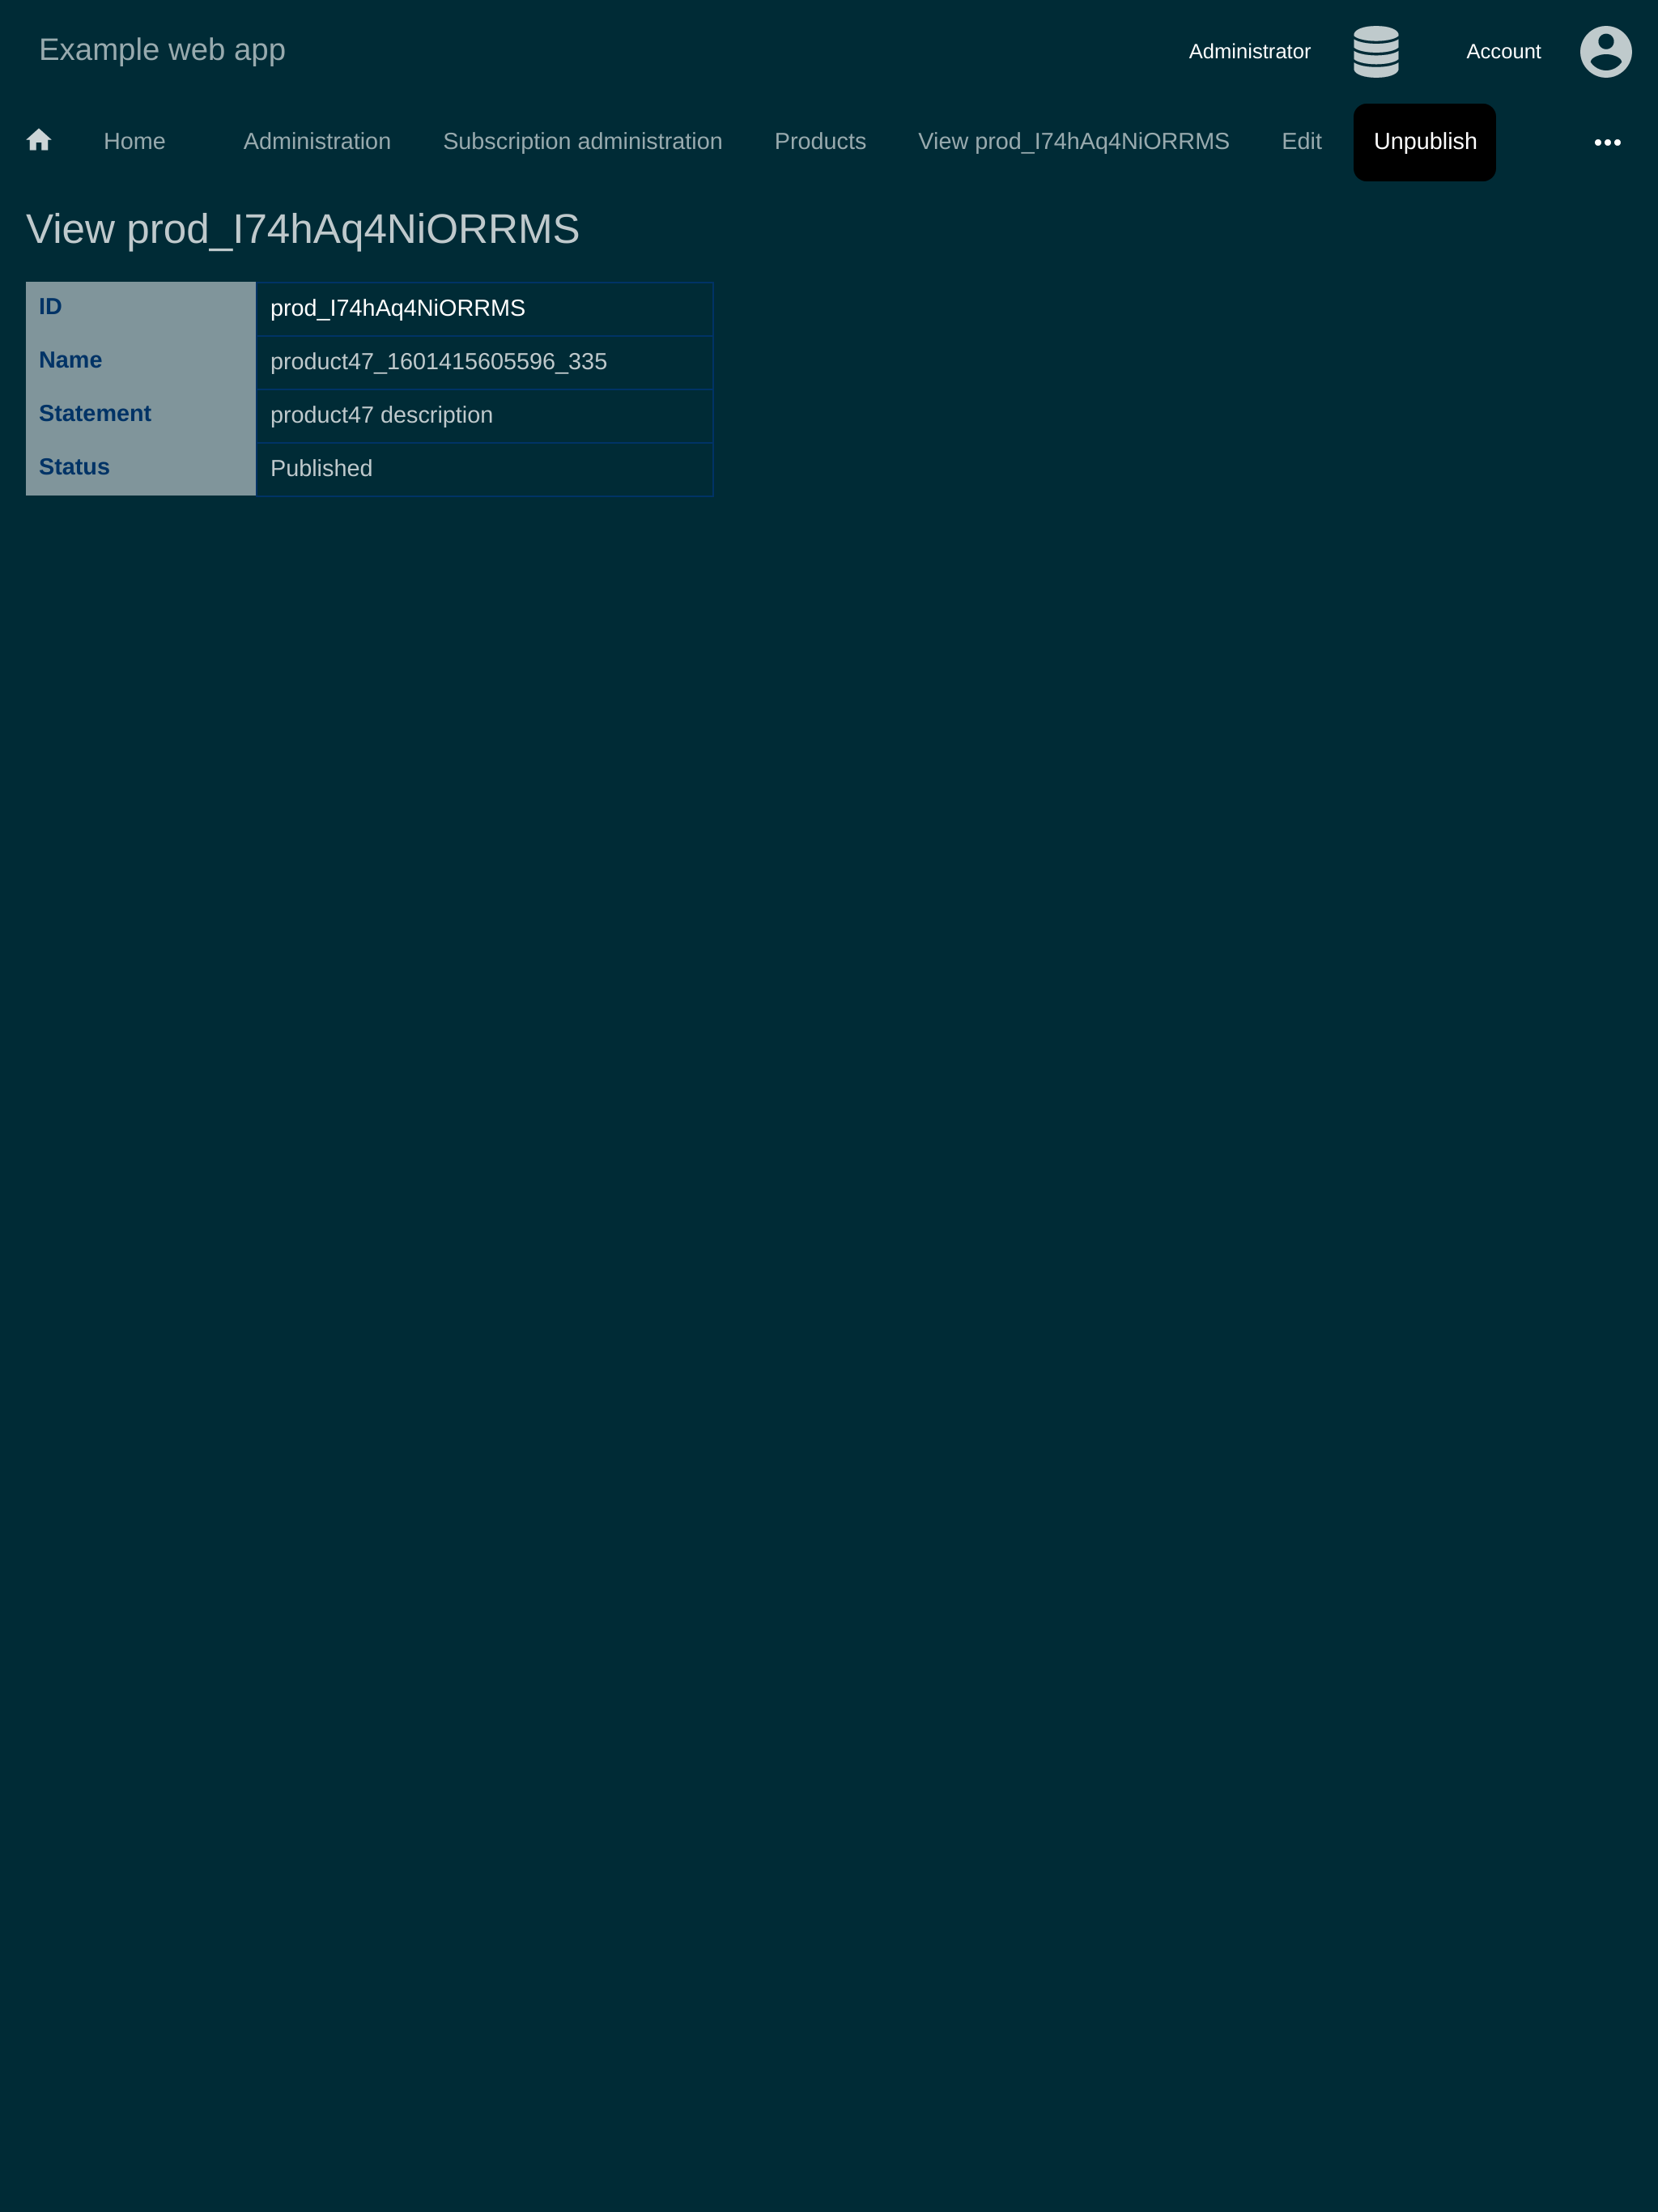 Example web app
Administrator Account
Home Administration Subscription administration Products View prod_I74hAq4NiORRMS Edit Unpublish
View prod_I74hAq4NiORRMS
ID prod_I74hAq4NiORRMS
Name product47_1601415605596_335
Statement product47 description
Status Published